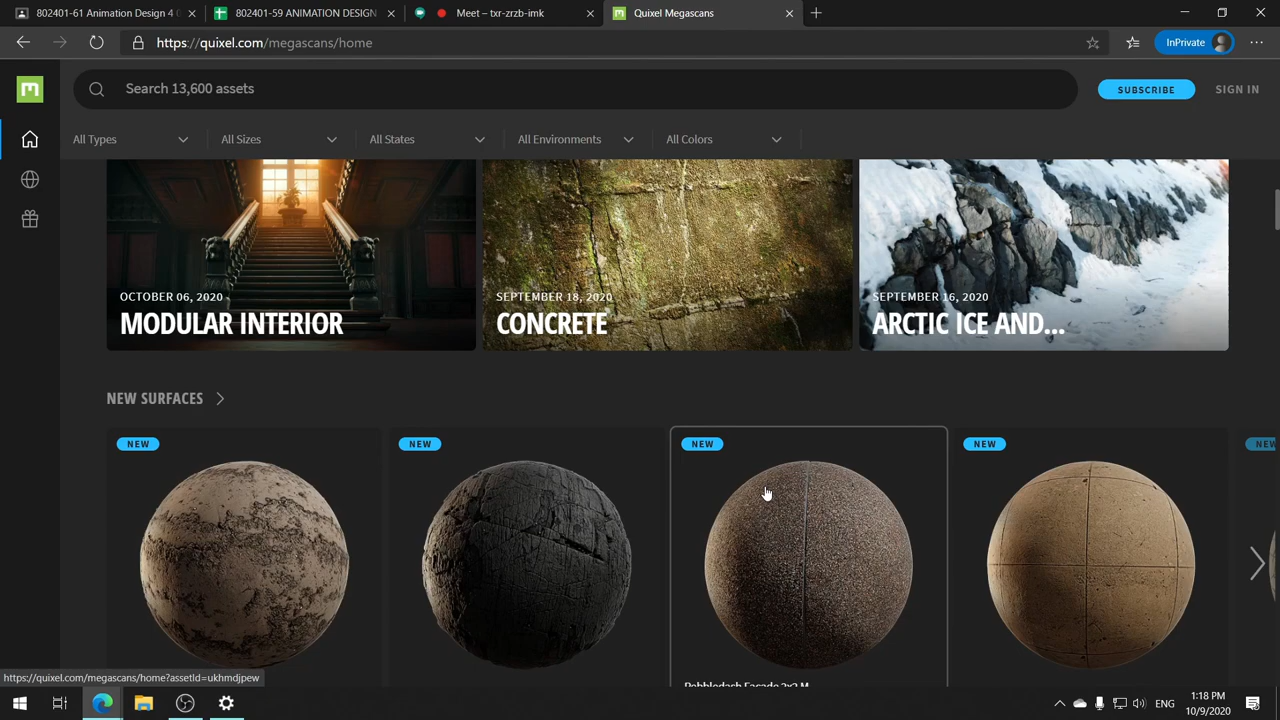 802401-61 Animation Design 4 (
802401-59 ANIMATION DESIGN
Meet – txr-zrzb-imk
Quixel Megascans
https://quixel.com/megascans/home
InPrivate
Search 13,600 assets
SUBSCRIBE
SIGN IN
All Types
All Sizes
All States
All Environments
All Colors
OCTOBER 06, 2020
MODULAR INTERIOR
SEPTEMBER 18, 2020
CONCRETE
SEPTEMBER 16, 2020
ARCTIC ICE AND...
NEW SURFACES
NEW
NEW
NEW
NEW
NEW
Pebbledash Facade 2x2 M
https://quixel.com/megascans/home?assetId=ukhmdjpew
ENG
1:18 PM
10/9/2020